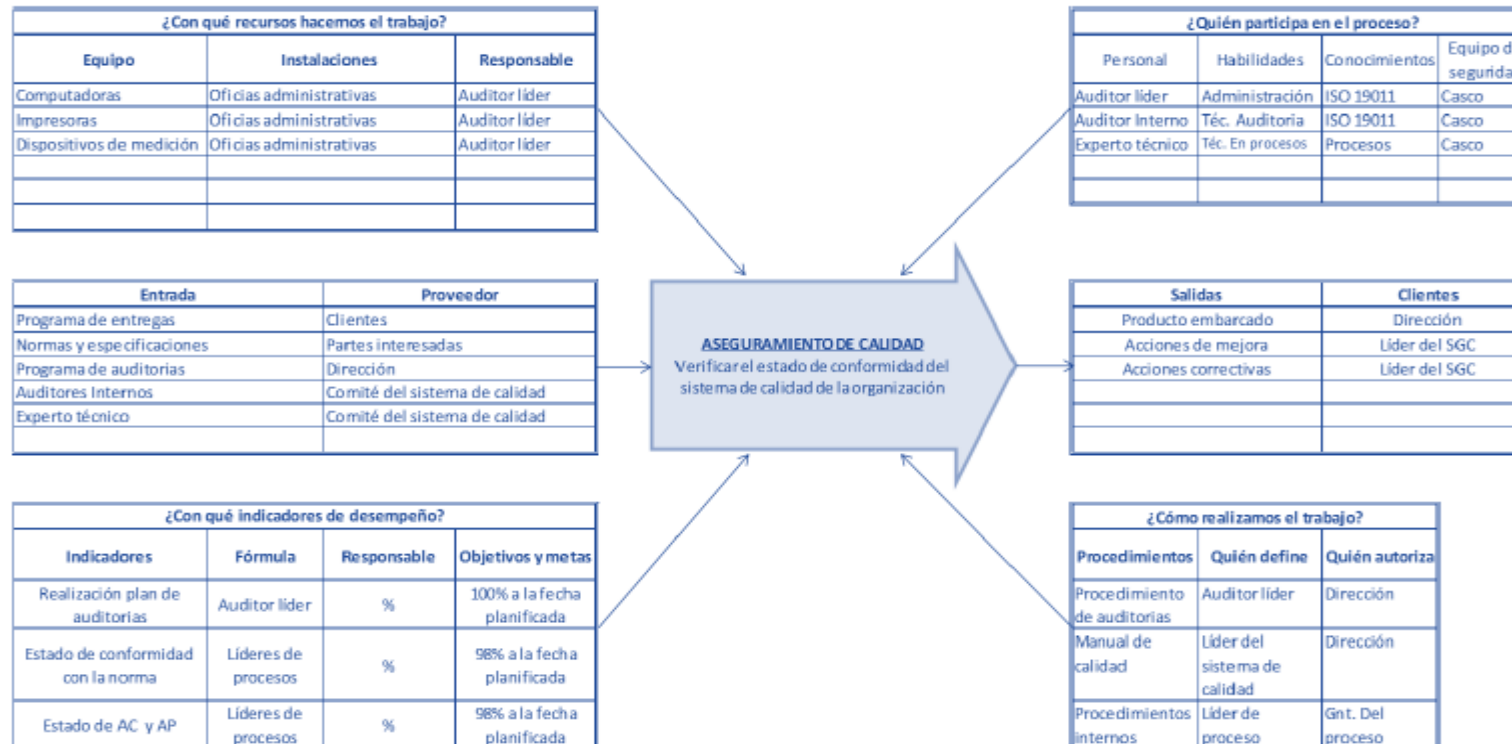 ¿Con qué recursos hacemos el trabajo?
Equipo Instalaciones Responsable
Computadoras Oficias administrativas Auditor líder
Impresoras Oficias administrativas Auditor líder
Dispositivos de medición Oficias administrativas Auditor líder
¿Quién participa en el proceso?
Personal Habilidades Conocimientos Equipo d
segurida
Auditor líder Administración ISO 19011 Casco
Auditor Interno Téc. Auditoria ISO 19011 Casco
Experto técnico Téc. En procesos Procesos Casco
Entrada Proveedor
Programa de entregas Clientes
Normas y especificaciones Partes interesadas
Programa de auditorias Dirección
Auditores Internos Comité del sistema de calidad
Experto técnico Comité del sistema de calidad
ASEGURAMIENTO DE CALIDAD
Verificar el estado de conformidad del
sistema de calidad de la organización
Salidas Clientes
Producto embarcado Dirección
Acciones de mejora Líder del SGC
Acciones correctivas Líder del SGC
¿Con qué indicadores de desempeño?
Indicadores Fórmula Responsable Objetivos y metas
Realización plan de
auditorias
Auditor líder
%
100% a la fecha
planificada
Estado de conformidad
con la norma
Líderes de
procesos
%
98% a la fecha
planificada
Estado de AC y AP
Líderes de
procesos
%
98% a la fecha
planificada
¿Cómo realizamos el trabajo?
Procedimientos Quién define Quién autoriza
Procedimiento
de auditorias
Auditor líder
Dirección
Manual de
calidad
Líder del
sistema de
calidad
Dirección
Procedimientos
internos
Líder de
proceso
Gnt. Del
proceso